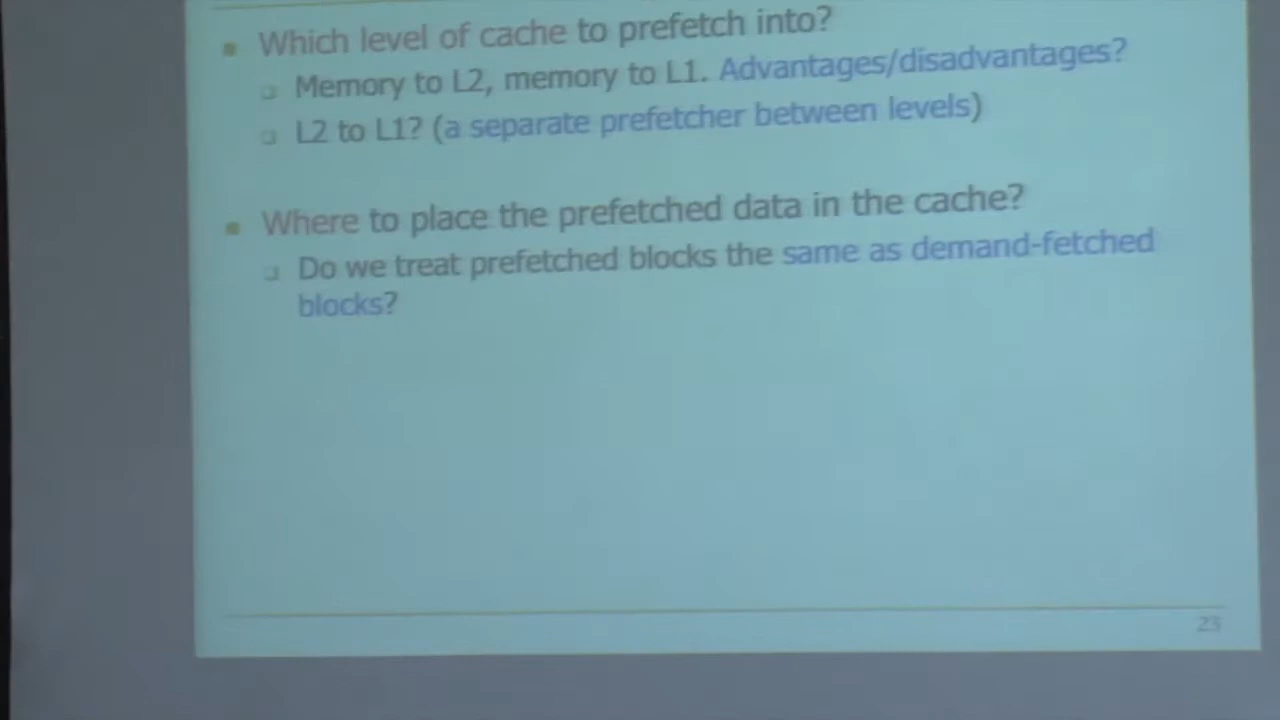 Which level of cache to prefetch into?
Memory to L2, memory to L1. Advantages/disadvantages?
L2 to L1? (a separate prefetcher between levels)
Where to place the prefetched data in the cache?
Do we treat prefetched blocks the same as demand-fetched
blocks?
23